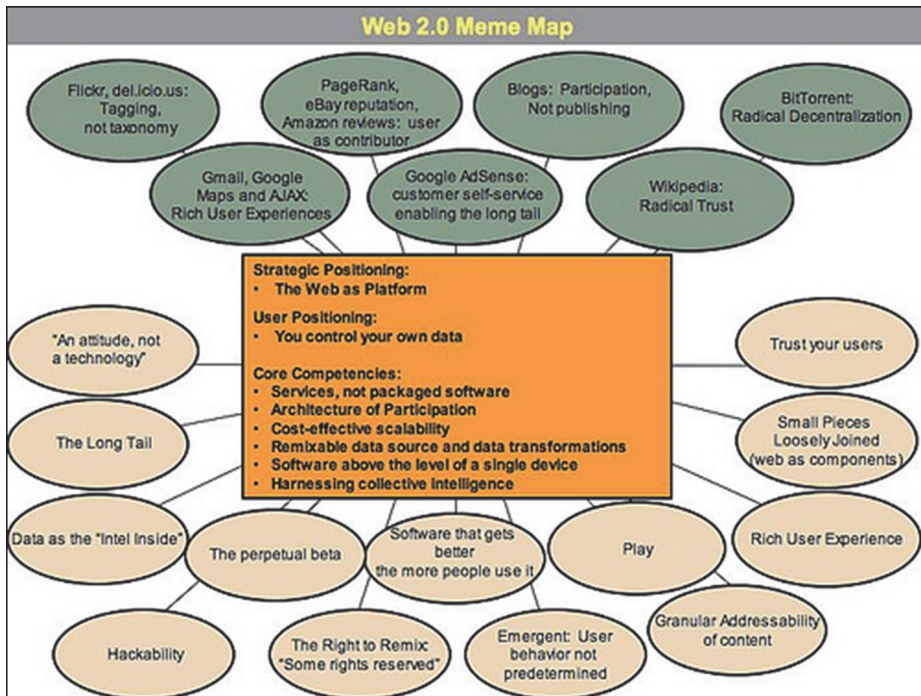 Web 2.0 Meme Map
Flickr, del.icio.us:
Tagging,
not taxonomy
PageRank,
eBay reputation,
Amazon reviews: user
as contributor
Blogs: Participation,
Not publishing
BitTorrent:
Radical Decentralization
Gmail, Google
Maps and AJAX:
Rich User Experiences
Google AdSense:
customer self-service
enabling the long tail
Wikipedia:
Radical Trust
Strategic Positioning:
• The Web as Platform
User Positioning:
• You control your own data
Core Competencies:
• Services, not packaged software
• Architecture of Participation
• Cost-effective scalability
• Remixable data source and data transformations
• Software above the level of a single device
• Harnessing collective intelligence
“An attitude, not
a technology”
The Long Tail
Data as the “Intel Inside”
Trust your users
Small Pieces
Loosely Joined
(web as components)
Rich User Experience
The perpetual beta
Software that gets
better
the more people use it
Play
Hackability
The Right to Remix:
“Some rights reserved”
Emergent: User
behavior not
predetermined
Granular Addressability
of content